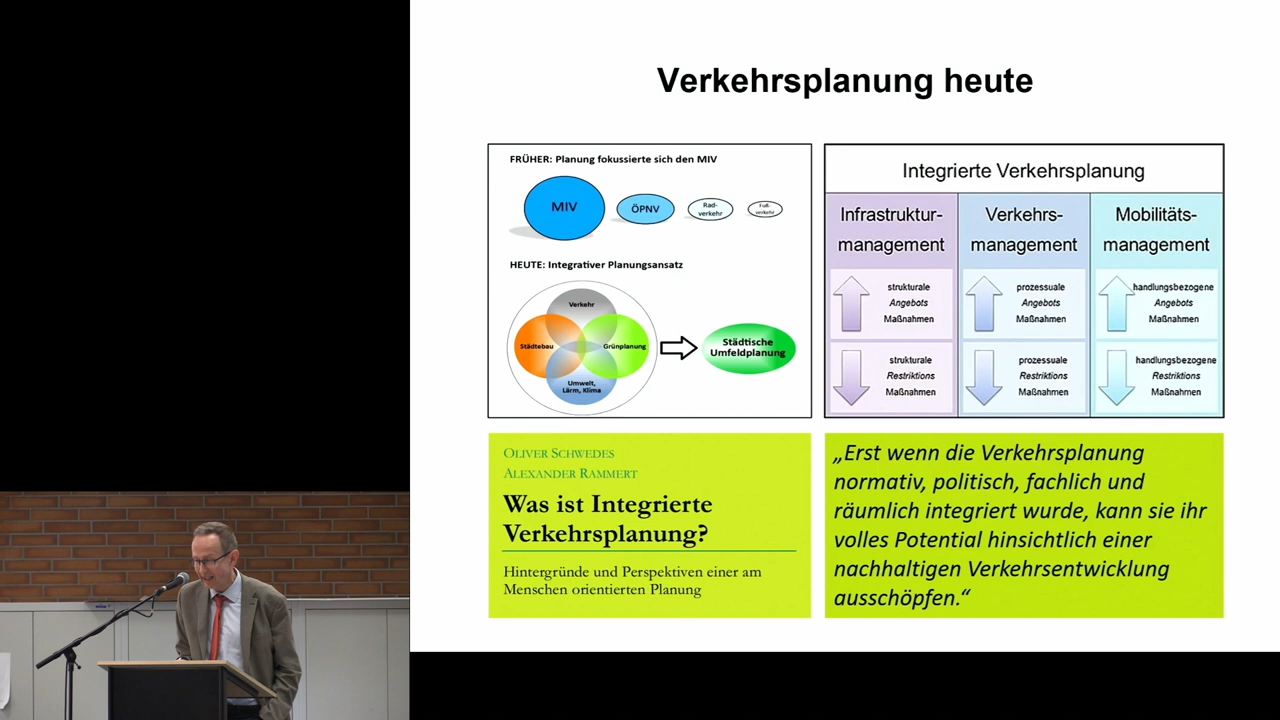 Verkehrsplanung heute
FRÜHER: Planung fokussierte sich den MIV
MIV
ÖPNV
Rad-
verkehr
Fuß-
verkehr
HEUTE: Integrativer Planungsansatz
Verkehr
Städtebau
Grünplanung
Umwelt,
Lärm, Klima
Städtische
Umfeldplanung
Integrierte Verkehrsplanung
Infrastruktur-
management
strukturale
Angebots
Maßnahmen
strukturale
Restriktions
Maßnahmen
Verkehrs-
management
prozessuale
Angebots
Maßnahmen
prozessuale
Restriktions
Maßnahmen
Mobilitäts-
management
handlungsbezogene
Angebots
Maßnahmen
handlungsbezogene
Restriktions
Maßnahmen
OLIVER SCHWEDES
ALEXANDER RAMMERT
Was ist Integrierte
Verkehrsplanung?
Hintergründe und Perspektiven einer am
Menschen orientierten Planung
„Erst wenn die Verkehrsplanung
normativ, politisch, fachlich und
räumlich integriert wurde, kann sie ihr
volles Potential hinsichtlich einer
nachhaltigen Verkehrsentwicklung
ausschöpfen.“